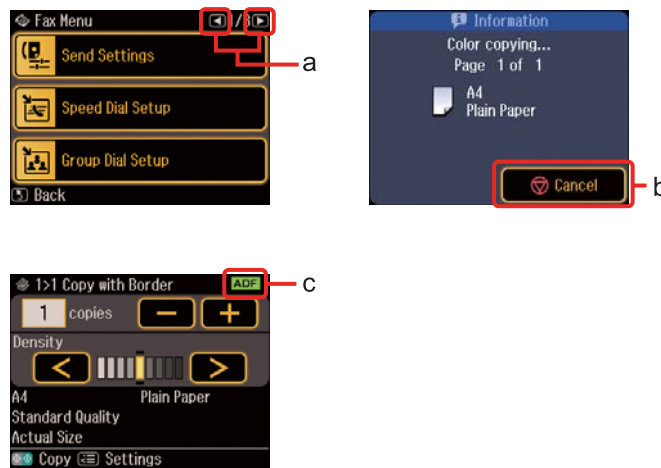 Fax Menu 1/3
Send Settings
a
Speed Dial Setup
Group Dial Setup
Back
Information
Color copying...
Page 1 of 1
A4
Plain Paper
Cancel
b
1>1 Copy with Border ADF
c
1 copies
Density
A4 Plain Paper
Standard Quality
Actual Size
Copy Settings